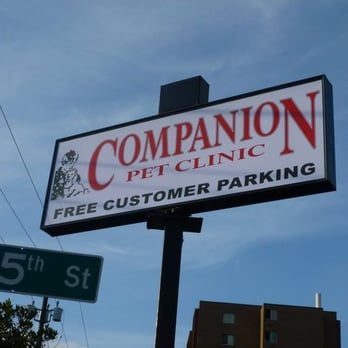 COMPANION
PET CLINIC
FREE CUSTOMER PARKING
5th St